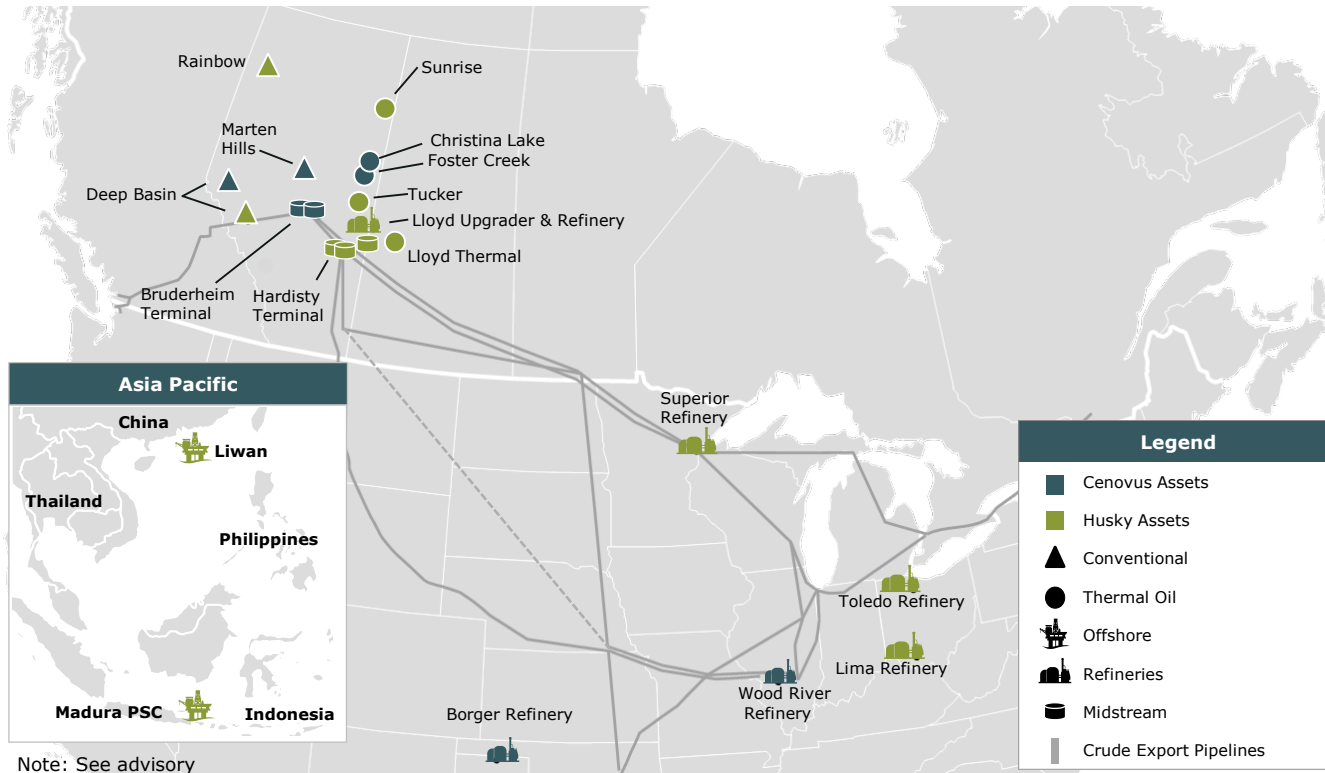 Rainbow
Sunrise
Marten
Hills
Christina Lake
Foster Creek
Deep Basin
Tucker
Lloyd Upgrader & Refinery
Lloyd Thermal
Bruderheim
Terminal
Hardisty
Terminal
Asia Pacific
China
Liwan
Thailand
Philippines
Madura PSC
Indonesia
Superior
Refinery
Toledo Refinery
Lima Refinery
Wood River
Refinery
Borger Refinery
Legend
Cenovus Assets
Husky Assets
Conventional
Thermal Oil
Offshore
Refineries
Midstream
Crude Export Pipelines
Note: See advisory